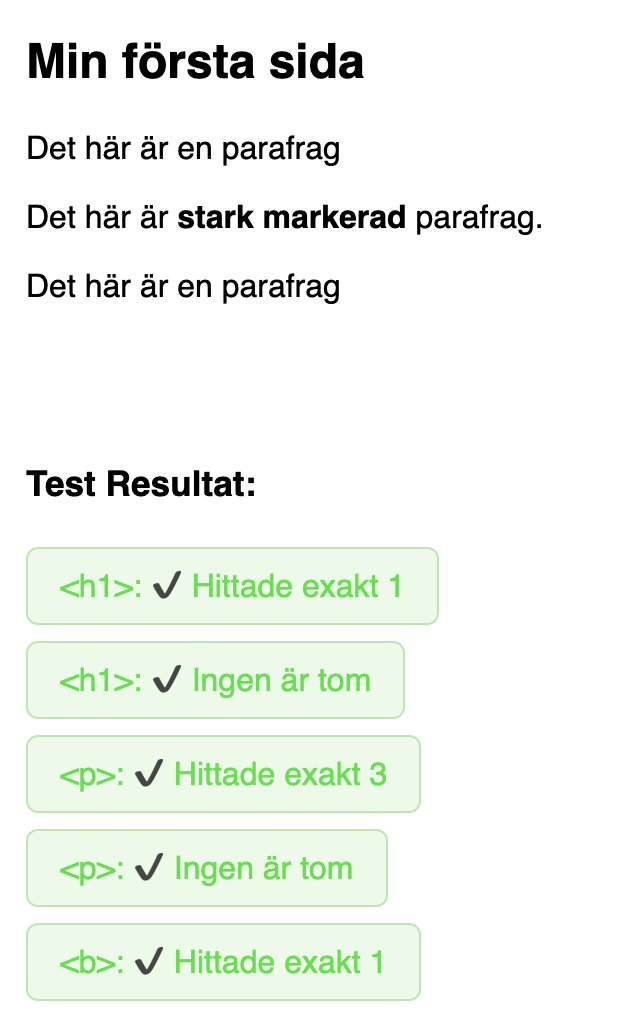 Min första sida
Det här är en parafrag
Det här är stark markerad parafrag.
Det här är en parafrag
Test Resultat:
<h1>: ✔ Hittade exakt 1
<h1>: ✔ Ingen är tom
<p>: ✔ Hittade exakt 3
<p>: ✔ Ingen är tom
<b>: ✔ Hittade exakt 1